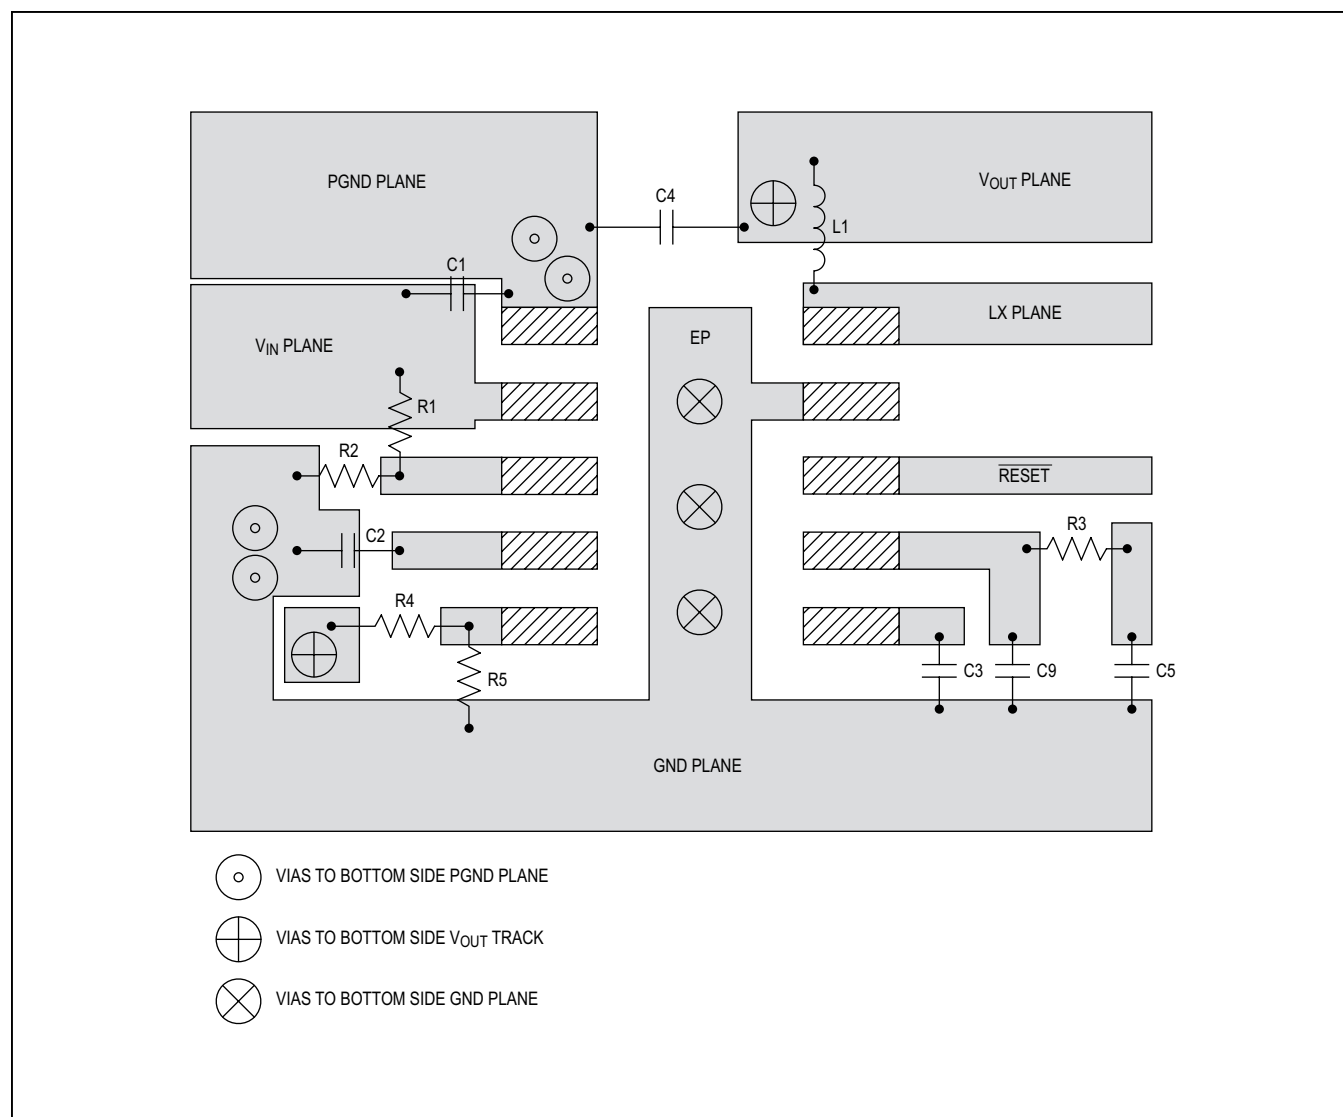 PGND PLANE
VOUT PLANE
C4
L1
C1
LX PLANE
VIN PLANE
EP
R1
R2
RESET
C2
R3
R4
R5
C3
C9
C5
GND PLANE
VIAS TO BOTTOM SIDE PGND PLANE
VIAS TO BOTTOM SIDE VOUT TRACK
VIAS TO BOTTOM SIDE GND PLANE